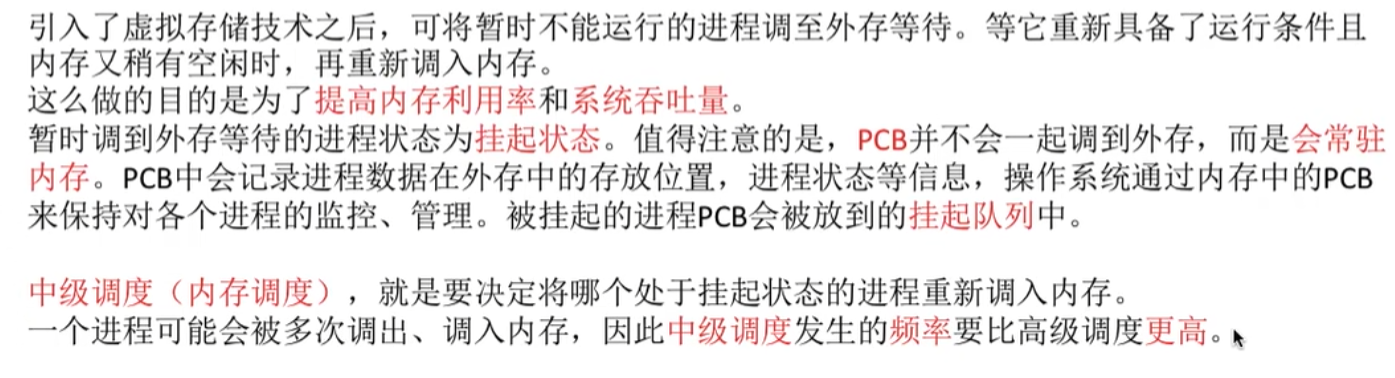 引入了虚拟存储技术之后，可将暂时不能运行的进程调至外存等待。等它重新具备了运行条件且
内存又稍有空闲时，再重新调入内存。
这么做的目的是为了提高内存利用率和系统吞吐量。
暂时调到外存等待的进程状态为挂起状态。值得注意的是，PCB并不会一起调到外存，而是会常驻
内存。PCB中会记录进程数据在外存中的存放位置，进程状态等信息，操作系统通过内存中的PCB
来保持对各个进程的监控、管理。被挂起的进程PCB会被放到的挂起队列中。
中级调度（内存调度），就是要决定将哪个处于挂起状态的进程重新调入内存。
一个进程可能会被多次调出、调入内存，因此中级调度发生的频率要比高级调度更高。